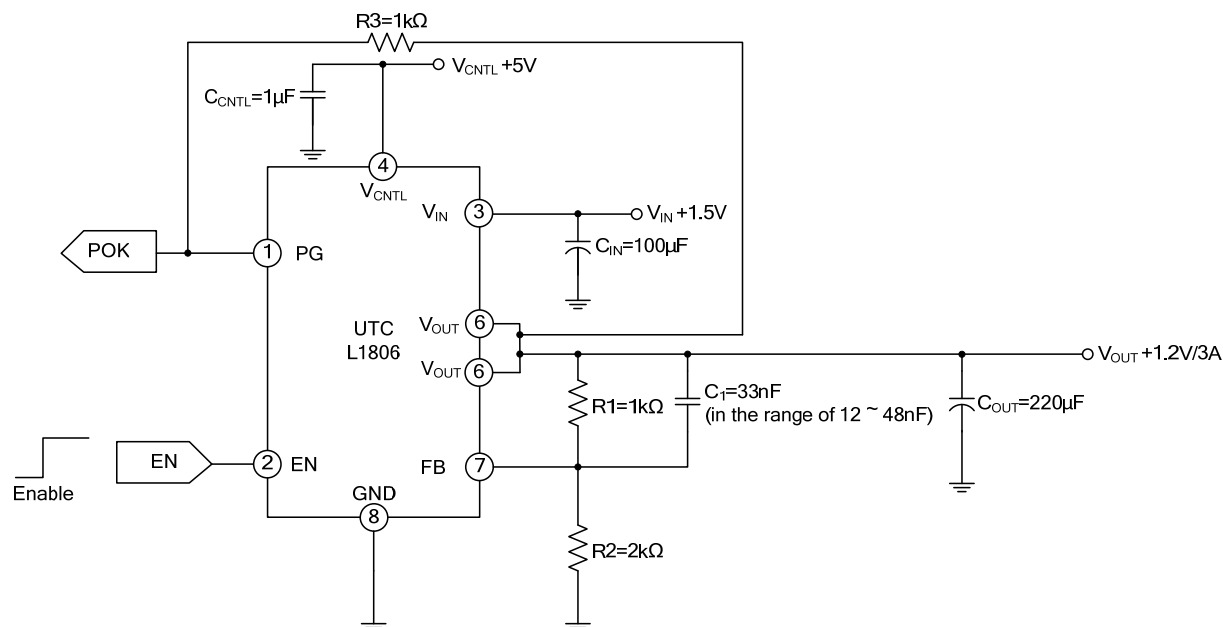 R3=1kΩ
VCNTL +5V
CCNTL=1µF
4
VCNTL
VIN
3
VIN +1.5V
CIN=100µF
POK
1
PG
UTC
L1806
VOUT
6
VOUT
6
VOUT +1.2V/3A
R1=1kΩ
C1=33nF
(in the range of 12 ~ 48nF)
COUT=220µF
Enable
EN
2
EN
FB
7
GND
8
R2=2kΩ